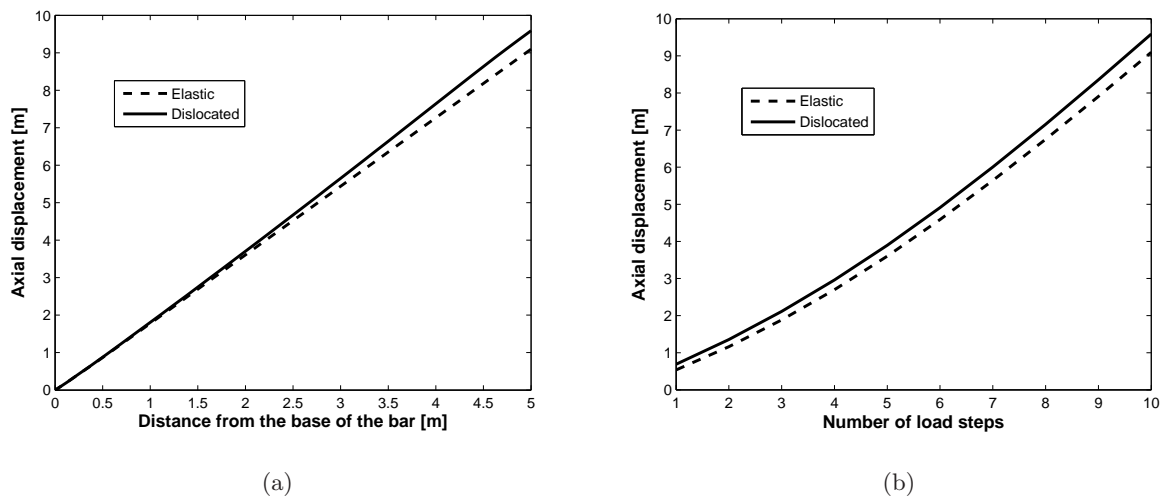 10
9
8
7
6
5
4
3
2
1
0
Axial displacement [m]
Elastic
Dislocated
0 0.5 1 1.5 2 2.5 3 3.5 4 4.5 5
Distance from the base of the bar [m]
(a)
10
9
8
7
6
5
4
3
2
1
0
Axial displacement [m]
Elastic
Dislocated
1 2 3 4 5 6 7 8 9 10
Number of load steps
(b)